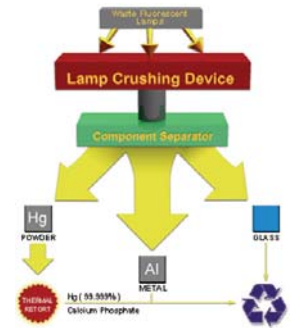 Waste Fluorescent
Lamps
Lamp Crushing Device
Component Separator
Hg
POWDER
GLASS
Al
METAL
THERMAL
RETORT
Hg ( 99.999% )
Calcium Phosphate